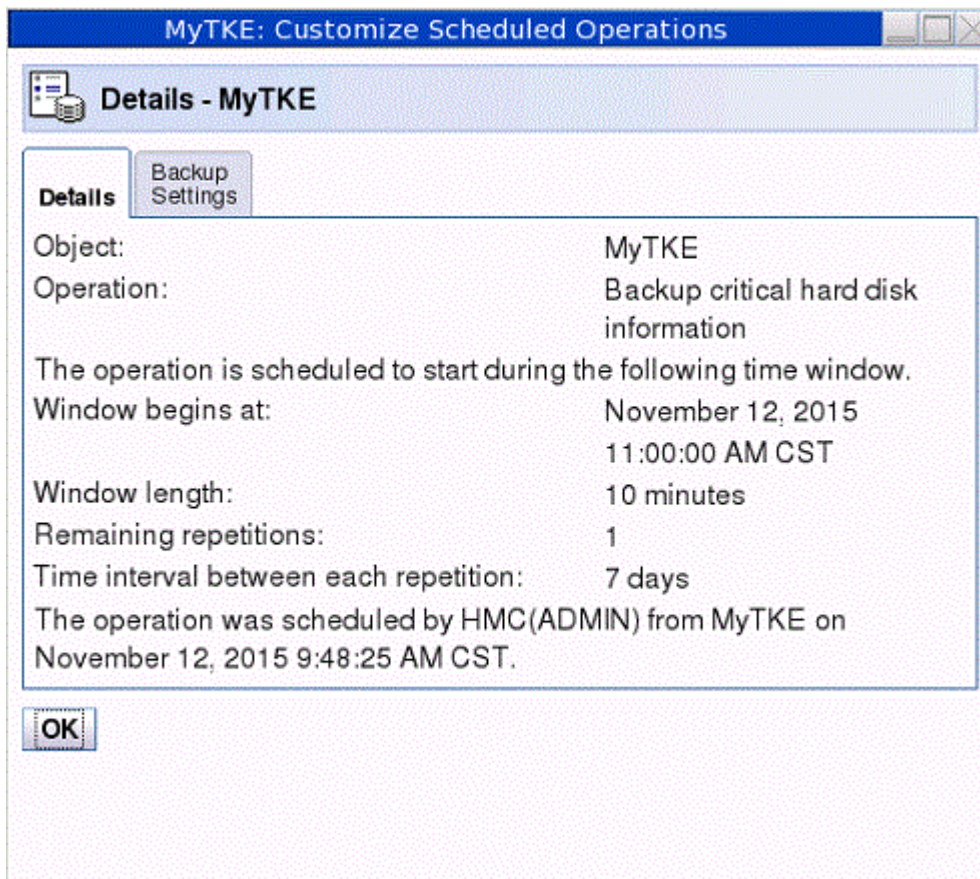 MyTKE: Customize Scheduled Operations
Details - MyTKE
Details
Backup
Settings
Object: MyTKE
Operation: Backup critical hard disk
information
The operation is scheduled to start during the following time window.
Window begins at: November 12, 2015
11:00:00 AM CST
Window length: 10 minutes
Remaining repetitions: 1
Time interval between each repetition: 7 days
The operation was scheduled by HMC(ADMIN) from MyTKE on
November 12, 2015 9:48:25 AM CST.
OK